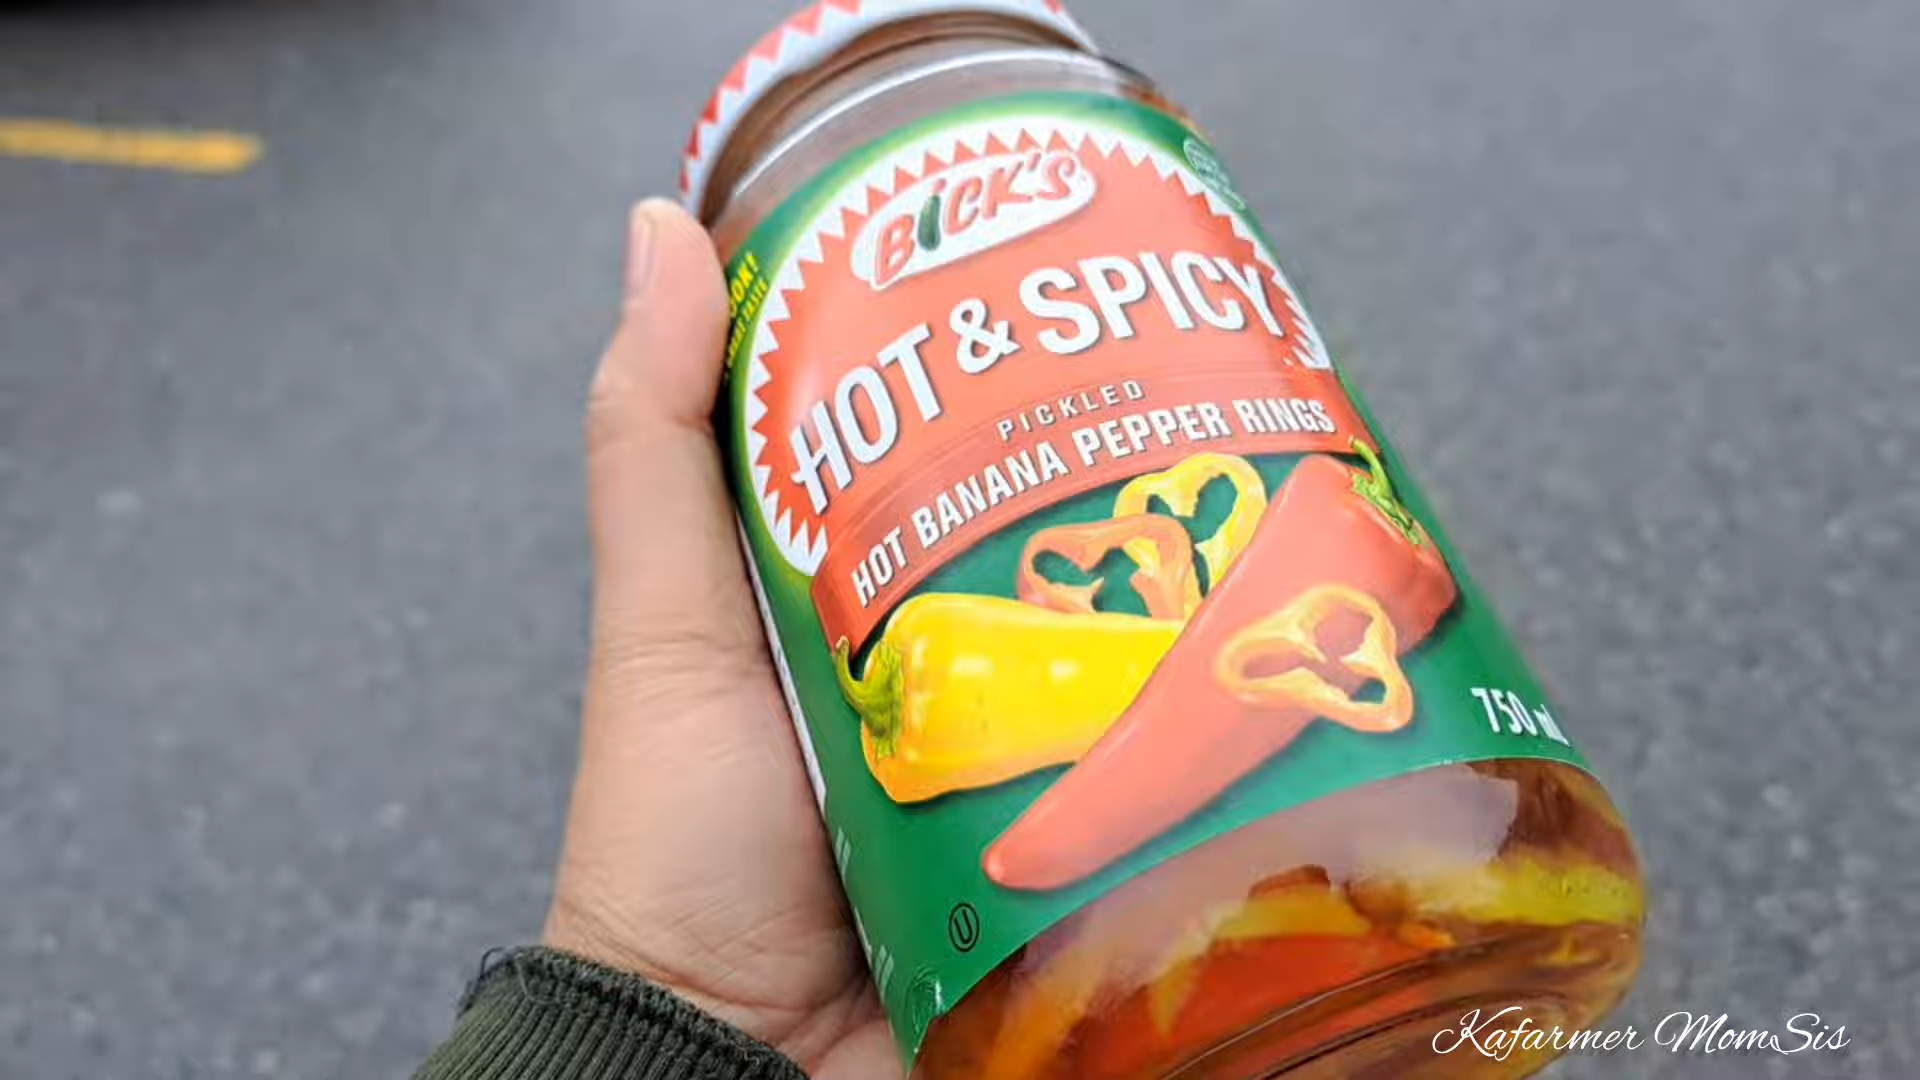 BICK'S
HOT & SPICY
PICKLED
HOT BANANA PEPPER RINGS
750 mL
U
Kafarmer MomSis